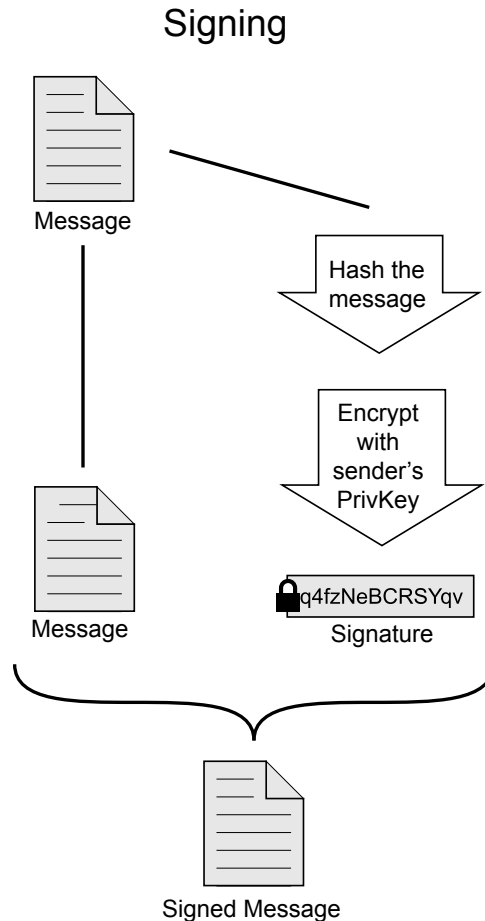 Signing
Message
Hash the
message
Encrypt
with
sender's
PrivKey
Message
q4fzNeBCRSYqv
Signature
Signed Message